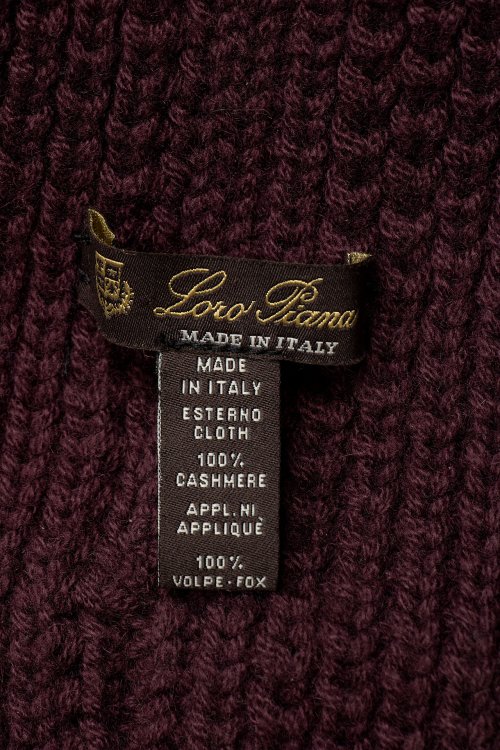 Loro Piana
MADE IN ITALY
MADE
IN ITALY
ESTERNO
CLOTH
100%
CASHMERE
APPL.NI
APPLIQUÈ
100%
VOLPE-FOX